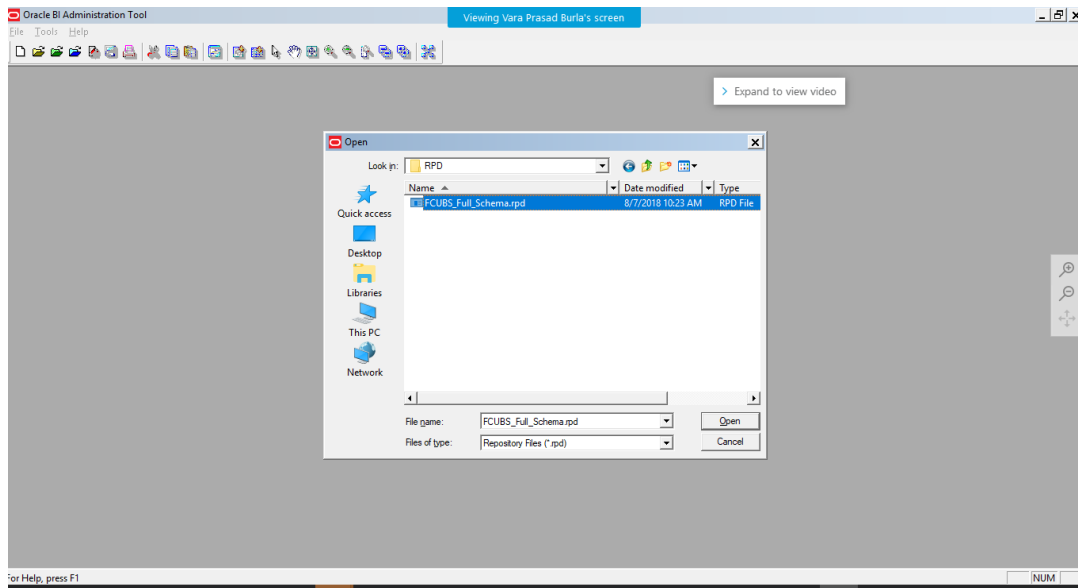 Oracle BI Administration Tool
Viewing Vara Prasad Burla's screen
File Tools Help
Expand to view video
Open
Look in: RPD
Name Date modified Type
FCUBS_Full_Schema.rpd 8/7/2018 10:23 AM RPD File
Quick access
Desktop
Libraries
This PC
Network
File name: FCUBS_Full_Schema.rpd Open
Files of type: Repository Files (*.rpd) Cancel
For Help, press F1 NUM